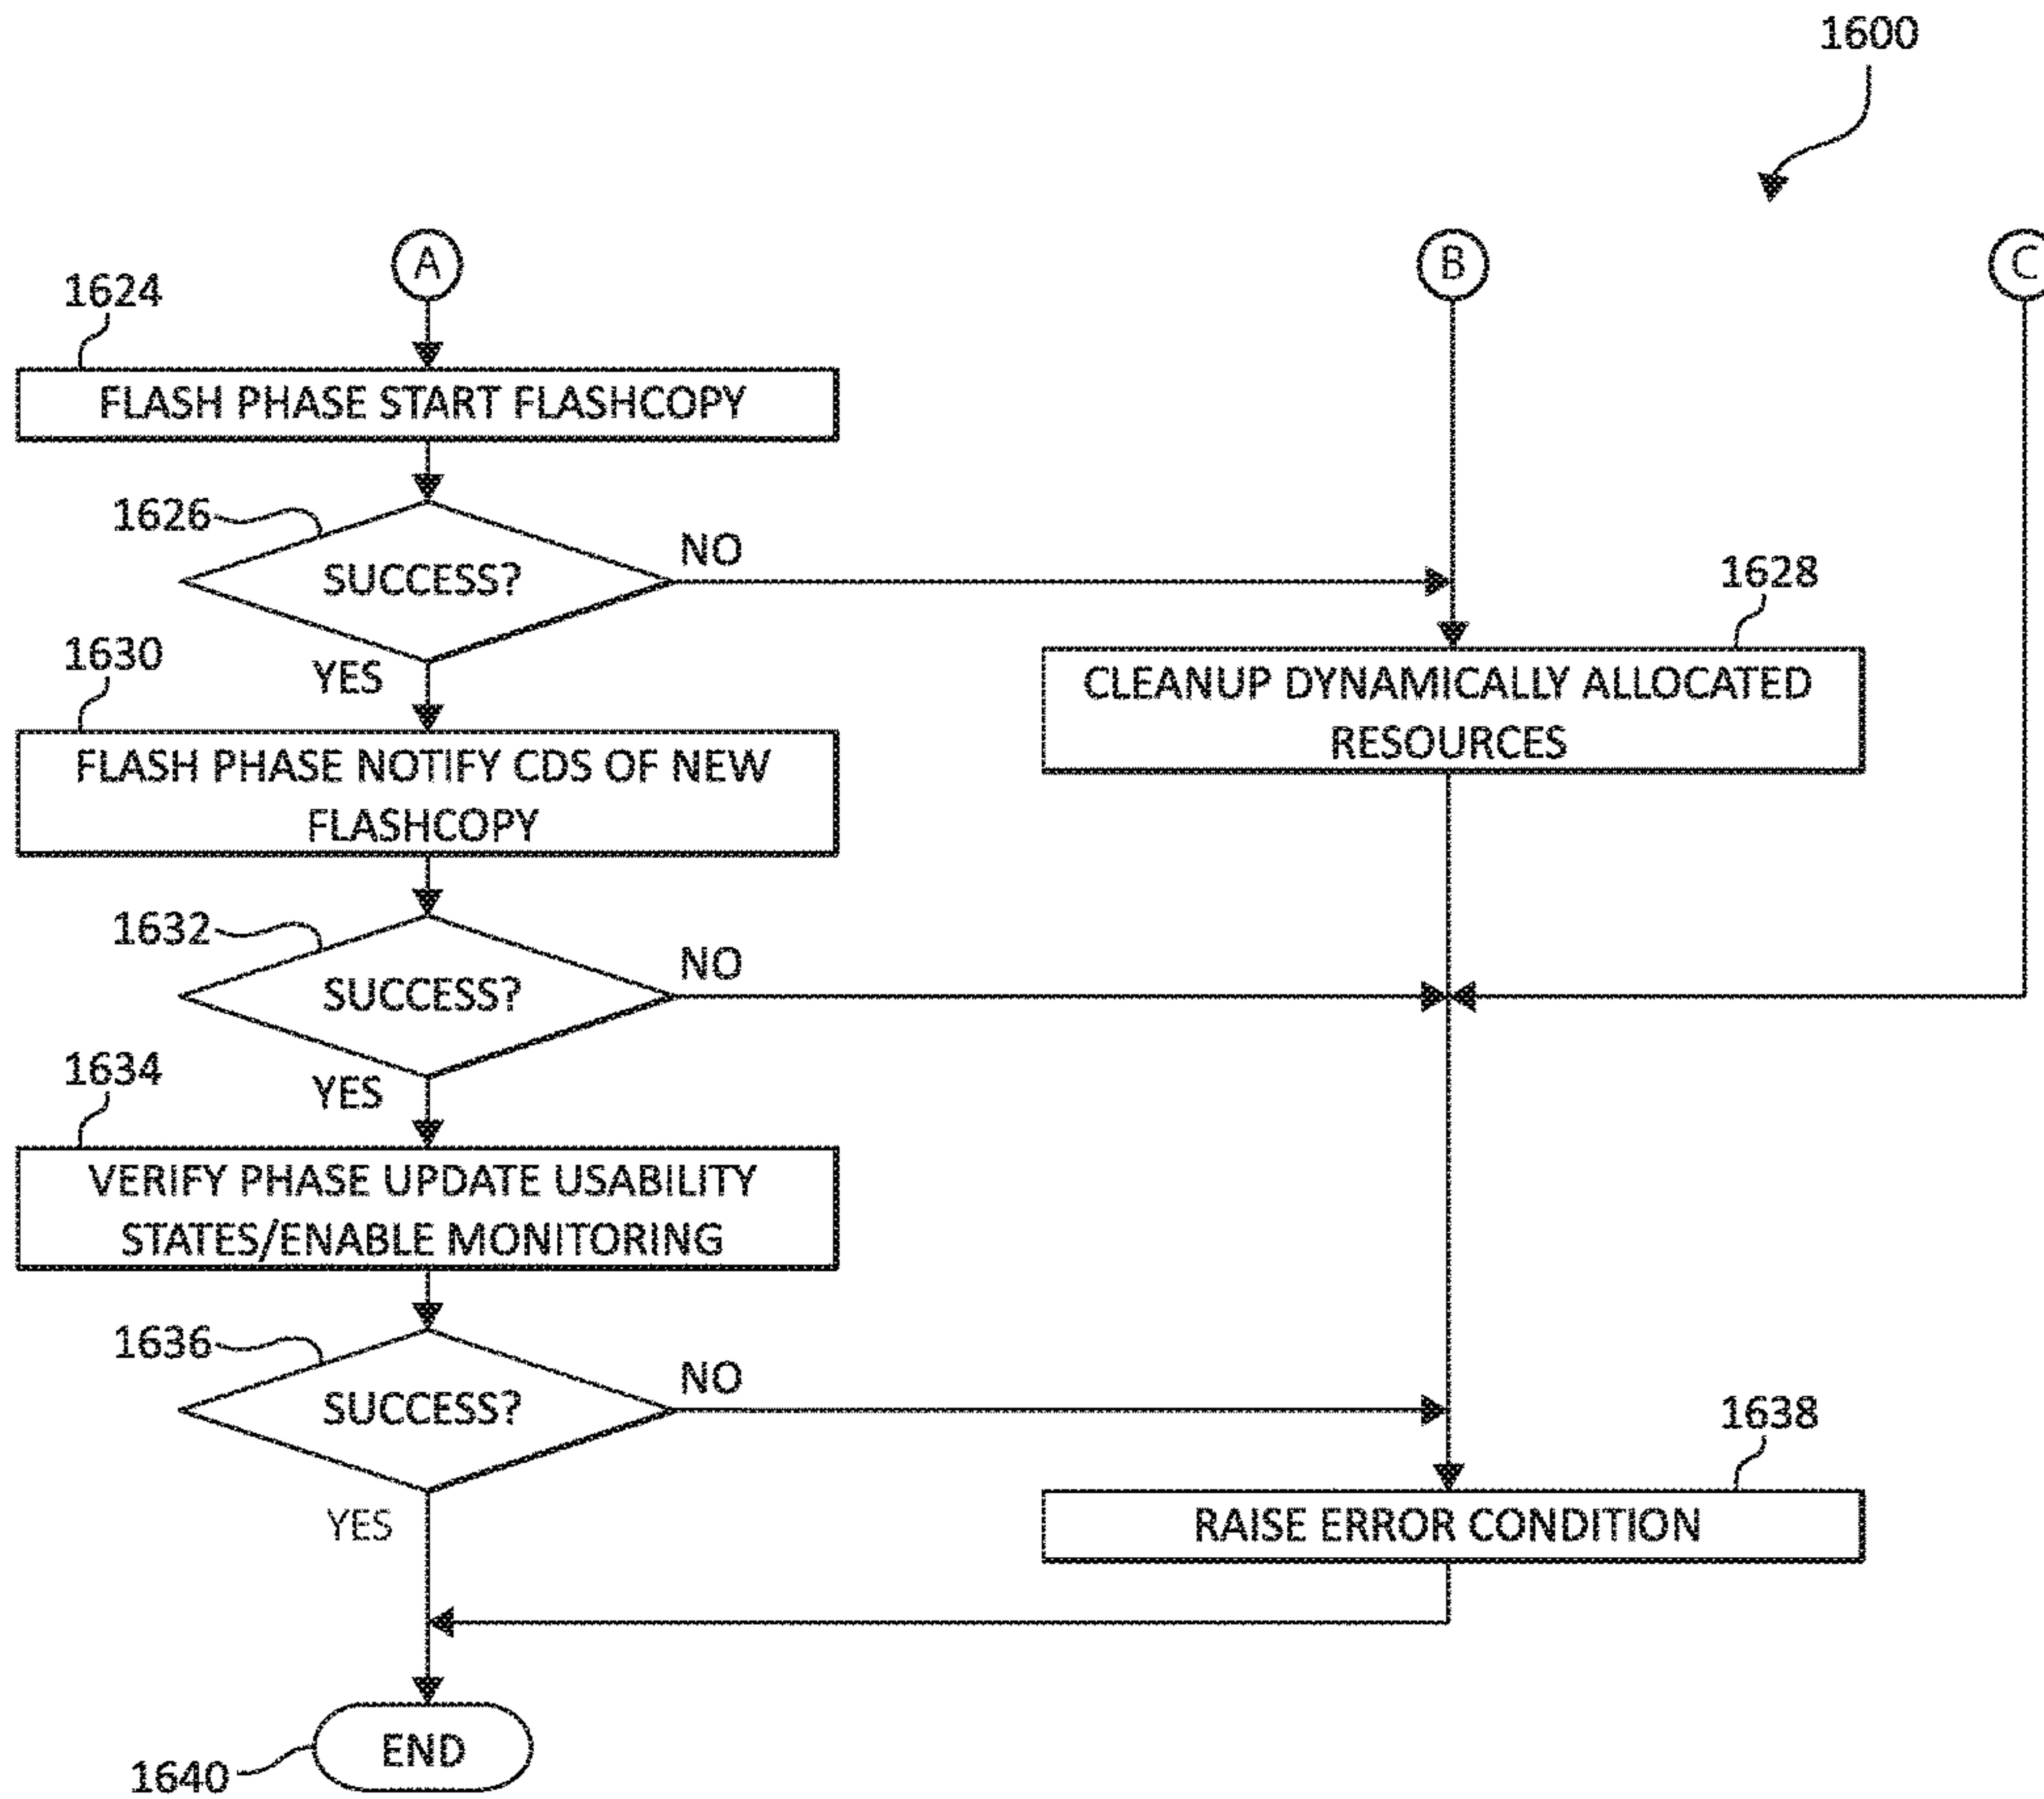 1600
A
B
C
1624
FLASH PHASE START FLASHCOPY
1626
SUCCESS?
NO
1628
YES
1630
CLEANUP DYNAMICALLY ALLOCATED
RESOURCES
FLASH PHASE NOTIFY CDS OF NEW
FLASHCOPY
1632
SUCCESS?
NO
YES
1634
VERIFY PHASE UPDATE USABILITY
STATES/ENABLE MONITORING
1636
SUCCESS?
NO
1638
YES
RAISE ERROR CONDITION
END
1640